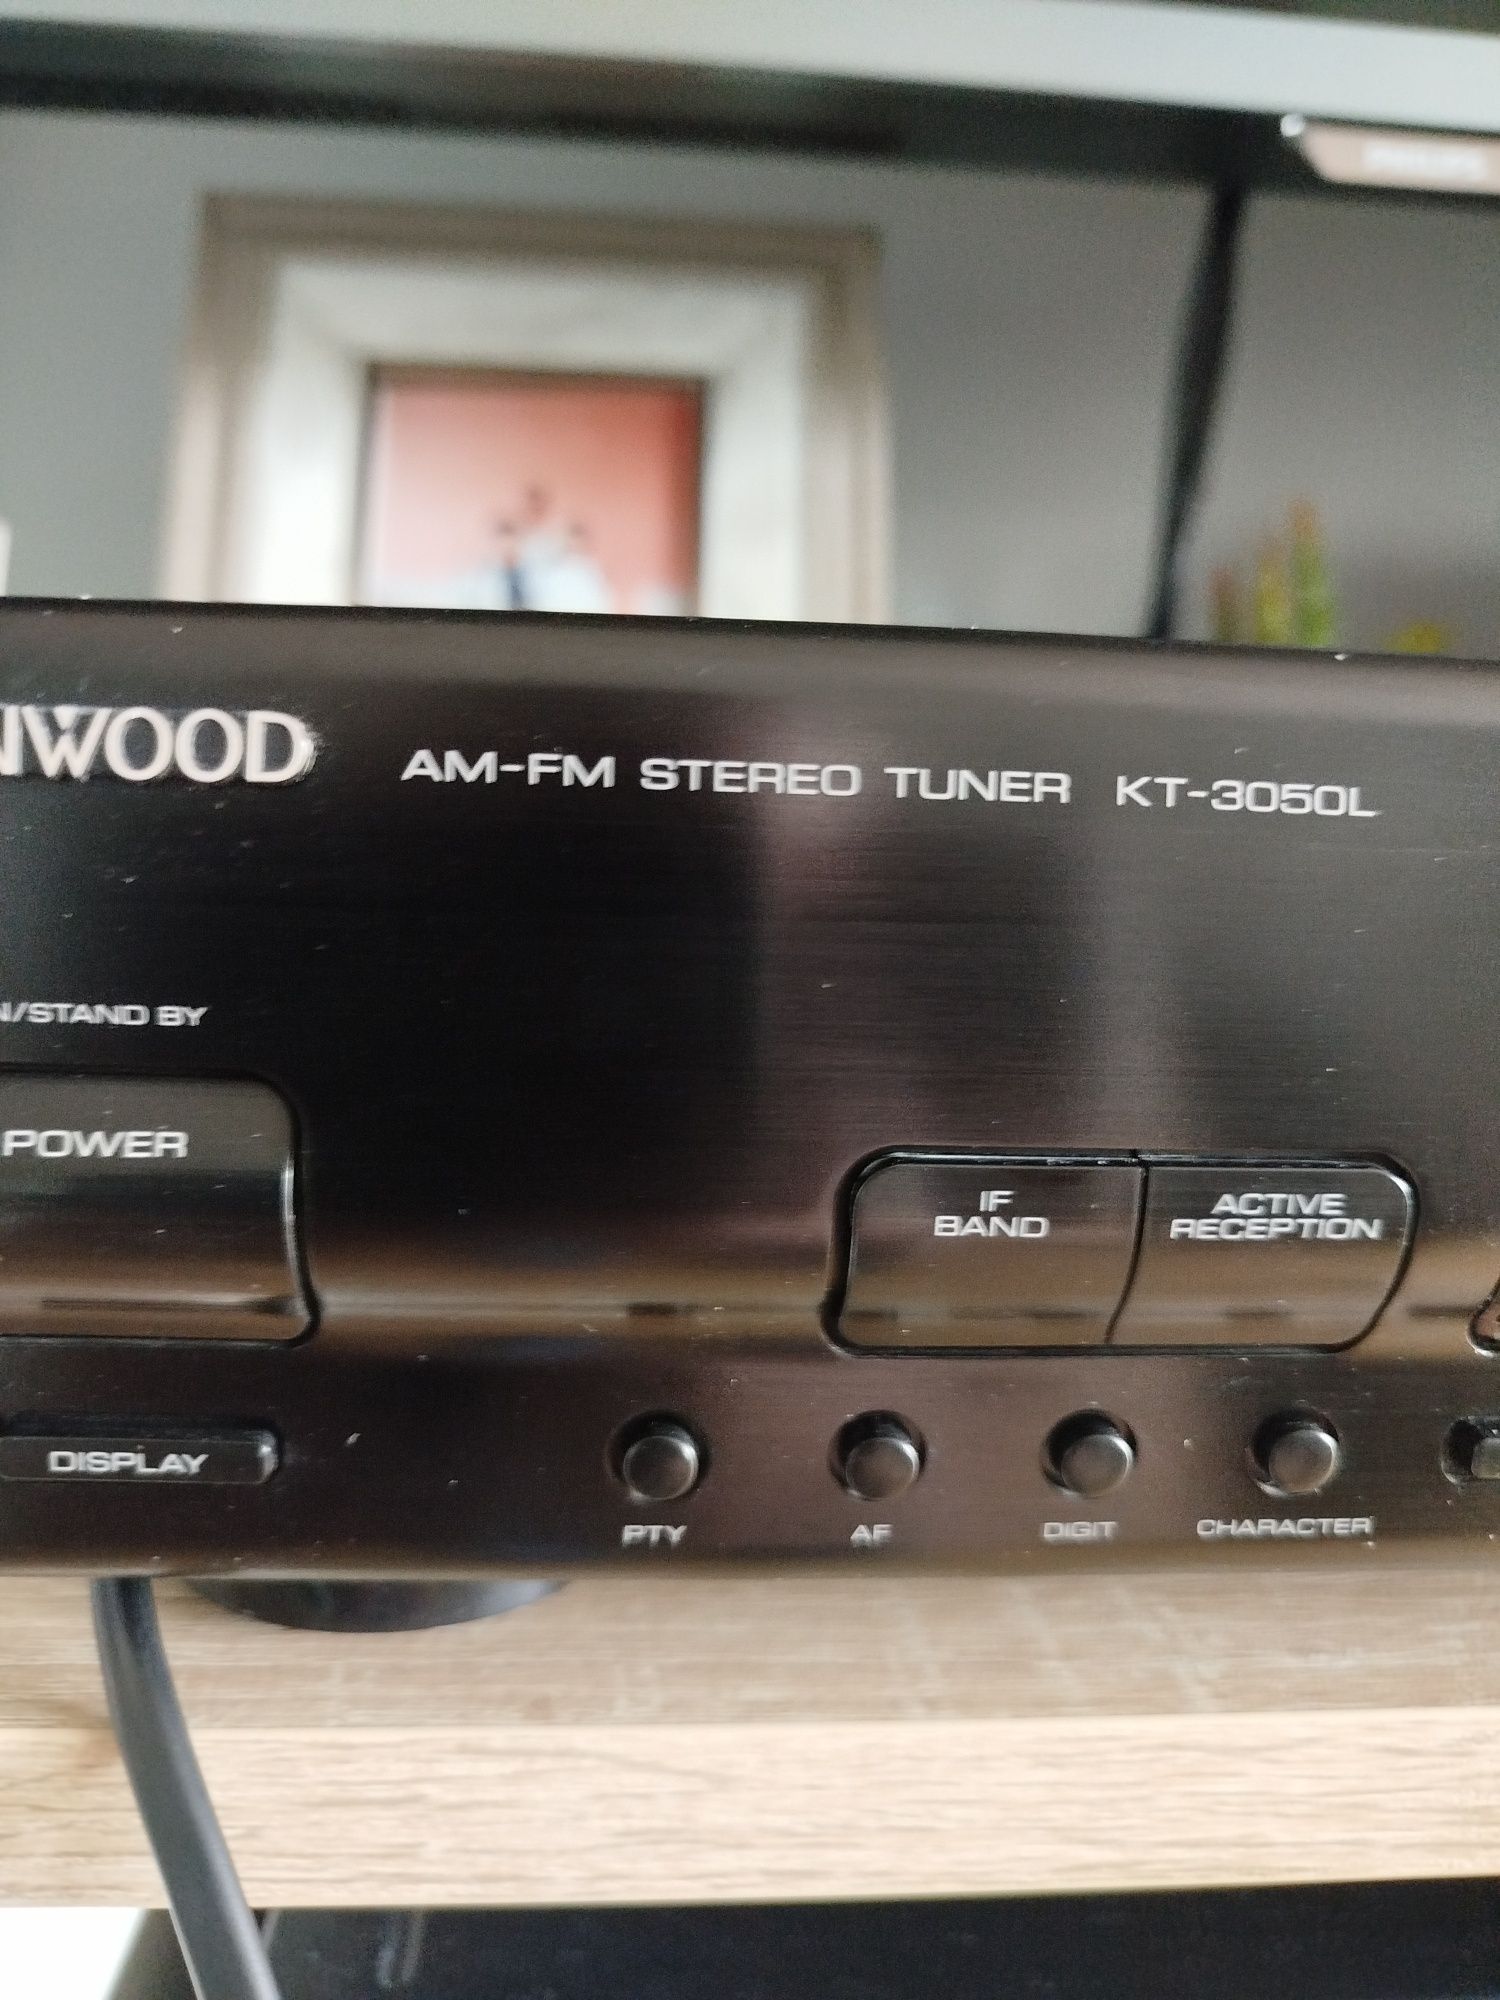 NWOOD
AM-FM STEREO TUNER KT-3050L
N/STAND BY
POWER
IF
BAND
ACTIVE
RECEPTION
DISPLAY
PTY
AF
DIGIT
CHARACTER